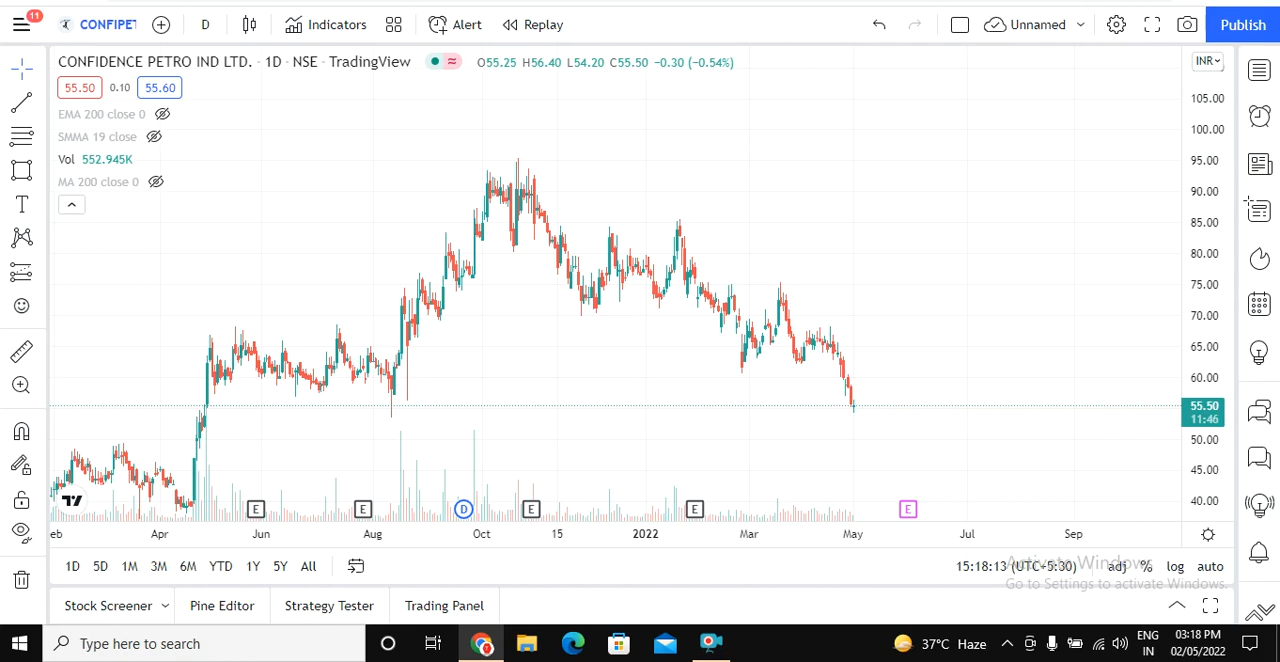 11 CONFIPET D Indicators Alert Replay Unnamed Publish
CONFIDENCE PETRO IND LTD. · 1D · NSE · TradingView O55.25 H56.40 L54.20 C55.50 −0.30 (−0.54%) INR
55.50 0.10 55.60
EMA 200 close 0
SMMA 19 close
Vol 552.945K
MA 200 close 0
105.00
100.00
95.00
90.00
85.00
80.00
75.00
70.00
65.00
60.00
55.50
11:46
50.00
45.00
40.00
T
E E D E E E
eb Apr Jun Aug Oct 15 2022 Mar May Jul Sep
1D 5D 1M 3M 6M YTD 1Y 5Y All 15:18:13 (UTC+5:30) adj % log auto
Activate Windows
Go to Settings to activate Windows.
Stock Screener Pine Editor Strategy Tester Trading Panel
Type here to search 37°C Haze ENG IN 03:18 PM 02/05/2022